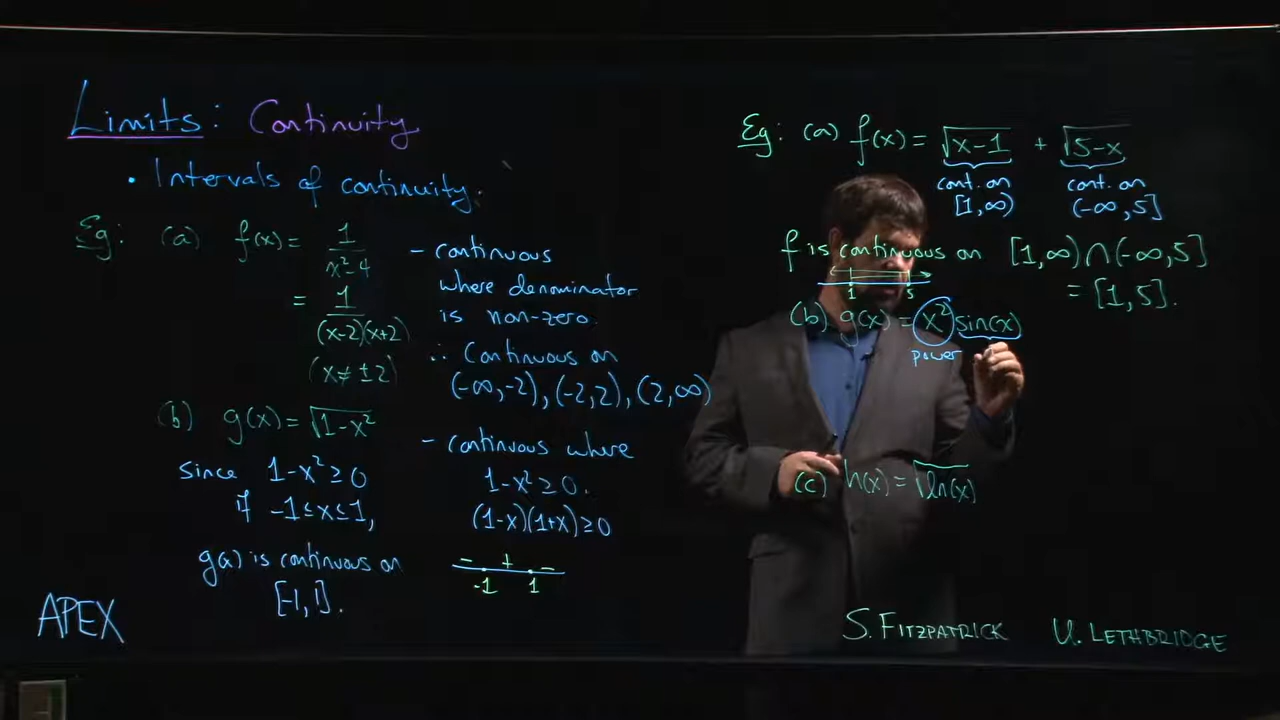 Limits: Continuity
• Intervals of continuity.
Eg: (a) f(x) = 1/(x²-4)
= 1/((x-2)(x+2))
(x ≠ ±2)
- continuous
where denominator
is non-zero.
∴ Continuous on
(-∞,-2), (-2,2), (2,∞)
(b) g(x) = √(1-x²)
since 1-x² ≥ 0
if -1 ≤ x ≤ 1,
g(x) is continuous on
[-1,1].
- continuous where
1-x² ≥ 0.
(1-x)(1+x) ≥ 0
- + -
-1 1
APEX
Eg: (a) f(x) = √(x-1) + √(5-x)
cont. on cont. on
[1,∞) (-∞,5]
f is continuous on [1,∞) ∩ (-∞,5]
= [1,5].
1 5
(b) g(x) = x² sin(x)
power
(c) h(x) = √ln(x)
S. FITZPATRICK U. LETHBRIDGE